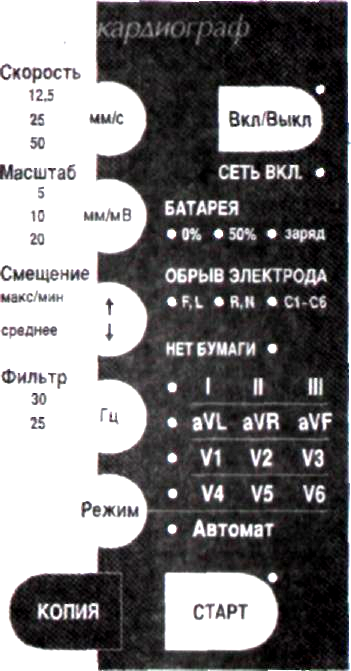 кардиограф
Скорость
12,5
25 мм/с
50
Вкл/Выкл
СЕТЬ ВКЛ.
Масштаб
5
10 мм/мВ
20
БАТАРЕЯ
0% 50% заряд
Смещение
макс/мин ↑
среднее ↓
ОБРЫВ ЭЛЕКТРОДА
F, L R, N C1-C6
НЕТ БУМАГИ
Фильтр
30
25 Гц
I II III
aVL aVR aVF
V1 V2 V3
V4 V5 V6
Режим
Автомат
КОПИЯ
СТАРТ